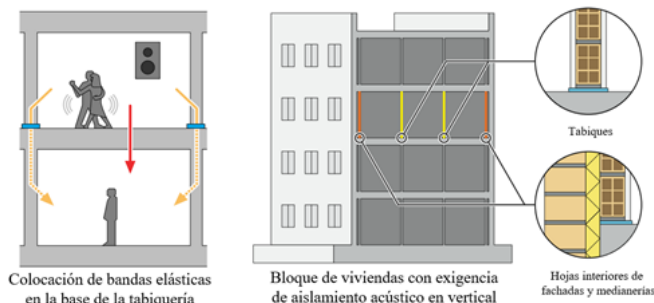 Tabiques
Colocación de bandas elásticas
en la base de la tabiquería
Bloque de viviendas con exigencia
de aislamiento acústico en vertical
Hojas interiores de
fachadas y medianerías